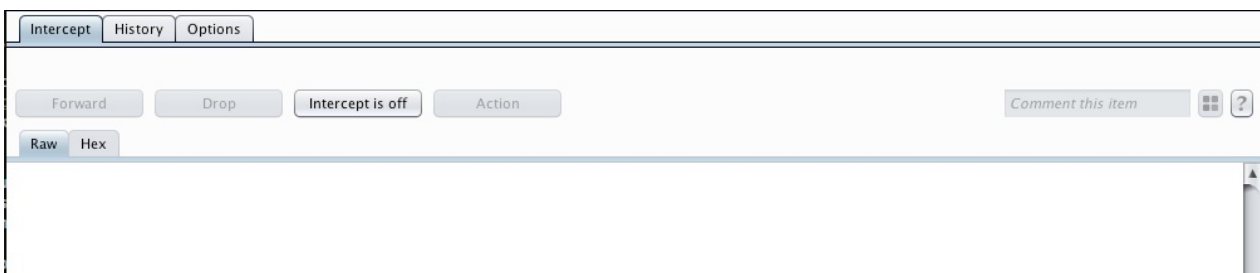 Intercept History Options
Forward Drop Intercept is off Action Comment this item ?
Raw Hex